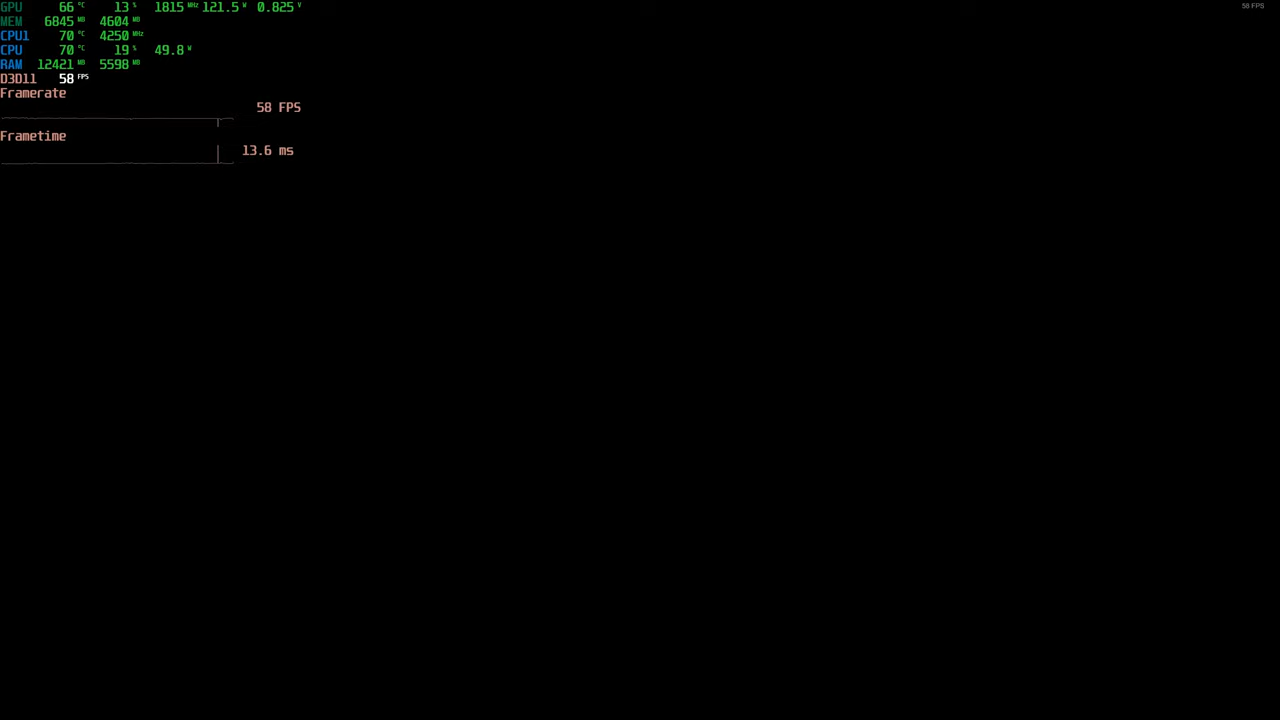 GPU 66 °C 13 % 1815 MHz 121.5 W 0.825 V
58 FPS
MEM 6845 MB 4604 MB
CPU1 70 °C 4250 MHz
CPU 70 °C 19 % 49.8 W
RAM 12421 MB 5598 MB
D3D11 58 FPS
Framerate
58 FPS
Frametime
13.6 ms